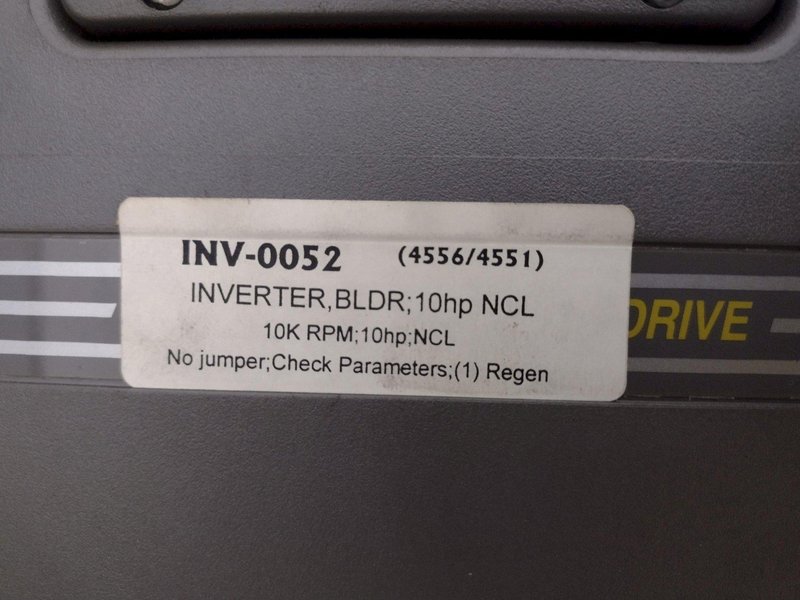 INV-0052 (4556/4551)
INVERTER,BLDR;10hp NCL
10K RPM;10hp;NCL
No jumper;Check Parameters;(1) Regen
DRIVE